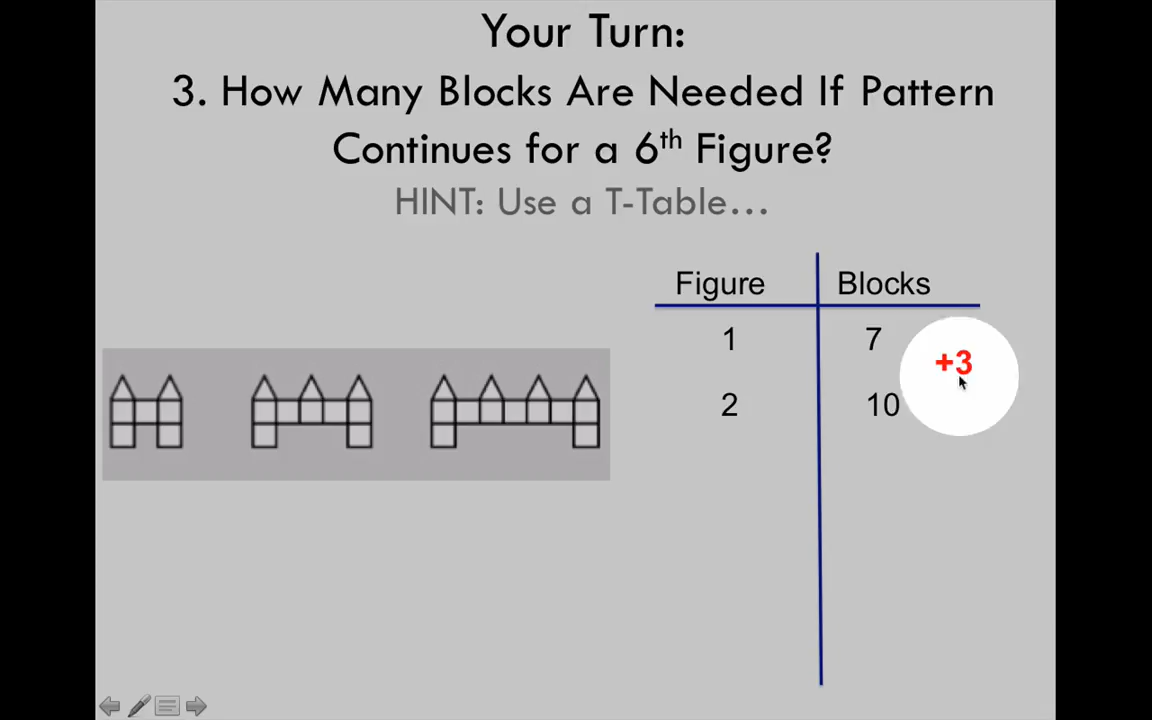 Your Turn:
3. How Many Blocks Are Needed If Pattern
Continues for a 6th Figure?
HINT: Use a T-Table…
Figure Blocks
1 7
+3
2 10